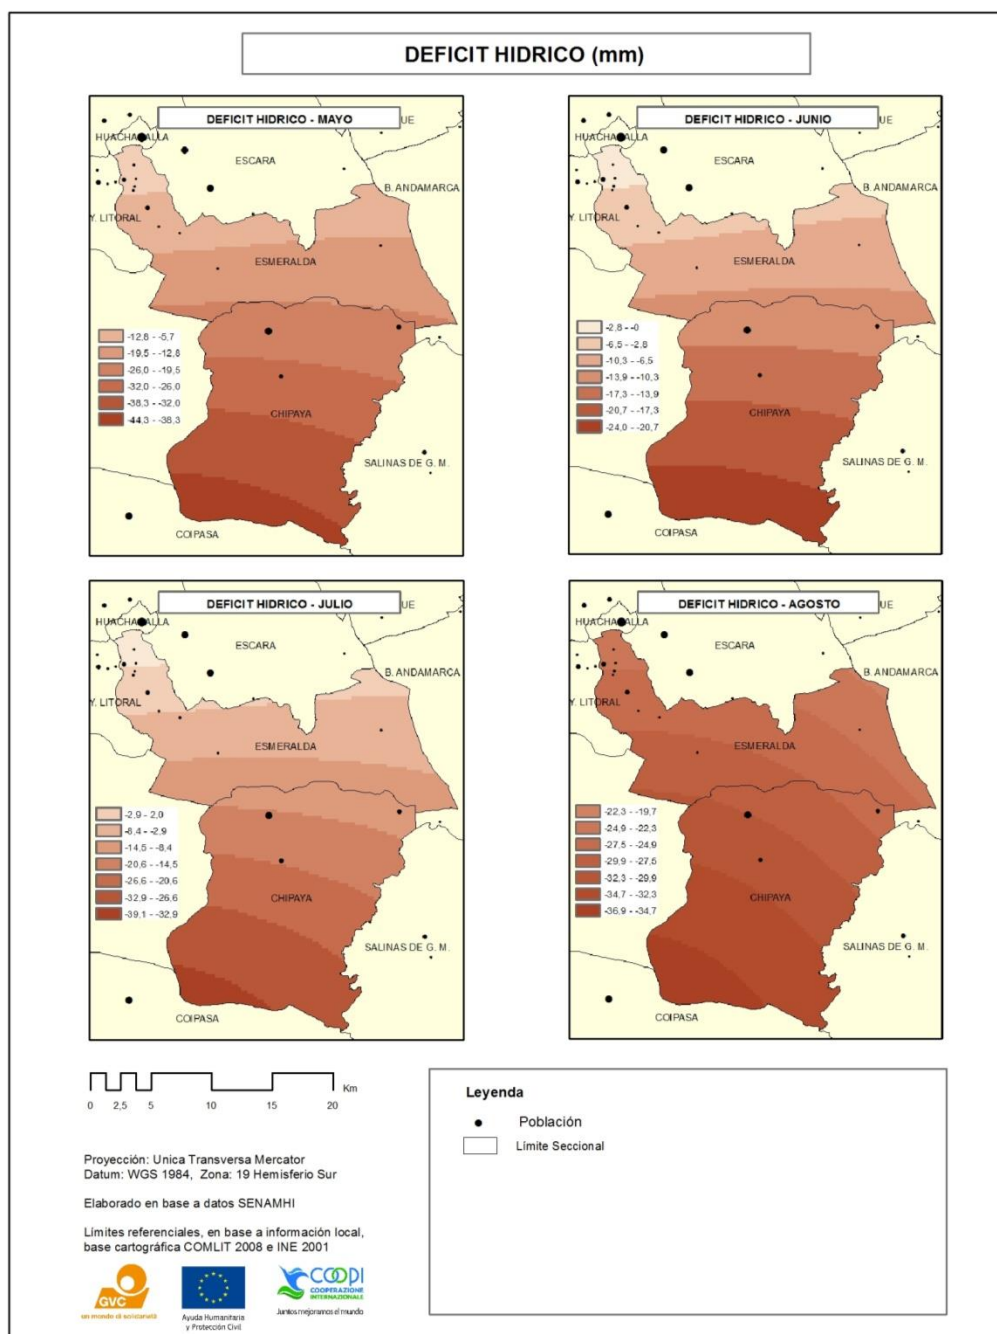 DEFICIT HIDRICO (mm)
DEFICIT HIDRICO - MAYO
UE
HUACHACALLA
ESCARA
B. ANDAMARCA
Y. LITORAL
ESMERALDA
-12,8 - -5,7
-19,5 - -12,8
-26,0 - -19,5
-32,0 - -26,0
-38,3 - -32,0
-44,3 - -38,3
CHIPAYA
SALINAS DE G. M.
COIPASA
DEFICIT HIDRICO - JUNIO
UE
HUACHACALLA
ESCARA
B. ANDAMARCA
Y. LITORAL
ESMERALDA
-2,8 - -0
-6,5 - -2,8
-10,3 - -6,5
-13,9 - -10,3
-17,3 - -13,9
-20,7 - -17,3
-24,0 - -20,7
CHIPAYA
SALINAS DE G. M.
COIPASA
DEFICIT HIDRICO - JULIO
UE
HUACHACALLA
ESCARA
B. ANDAMARCA
Y. LITORAL
ESMERALDA
-2,9 - 2,0
-8,4 - -2,9
-14,5 - -8,4
-20,6 - -14,5
-26,6 - -20,6
-32,9 - -26,6
-39,1 - -32,9
CHIPAYA
SALINAS DE G. M.
COIPASA
DEFICIT HIDRICO - AGOSTO
UE
HUACHACALLA
ESCARA
B. ANDAMARCA
Y. LITORAL
ESMERALDA
-22,3 - -19,7
-24,9 - -22,3
-27,5 - -24,9
-29,9 - -27,5
-32,3 - -29,9
-34,7 - -32,3
-36,9 - -34,7
CHIPAYA
SALINAS DE G. M.
COIPASA
Km
0 2,5 5 10 15 20
Proyección: Unica Transversa Mercator
Datum: WGS 1984, Zona: 19 Hemisferio Sur
Elaborado en base a datos SENAMHI
Límites referenciales, en base a información local,
base cartográfica COMLIT 2008 e INE 2001
GVC
un mondo di solidarietà
Ayuda Humanitaria
y Protección Civil
COOPI
COOPERAZIONE
INTERNAZIONALE
Juntos mejoramos el mundo
Leyenda
Población
Límite Seccional